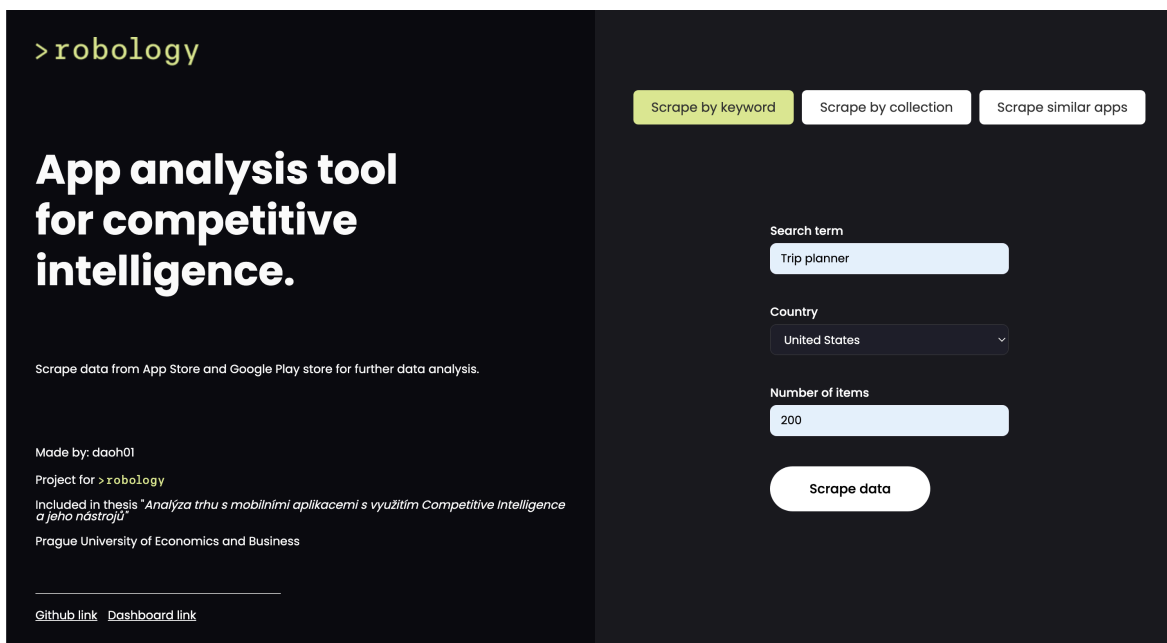 >robology
App analysis tool
for competitive
intelligence.
Scrape data from App Store and Google Play store for further data analysis.
Made by: daoh01
Project for >robology
Included in thesis "Analýza trhu s mobilními aplikacemi s využitím Competitive Intelligence
a jeho nástrojů"
Prague University of Economics and Business
Github link Dashboard link
Scrape by keyword Scrape by collection Scrape similar apps
Search term
Trip planner
Country
United States
Number of items
200
Scrape data